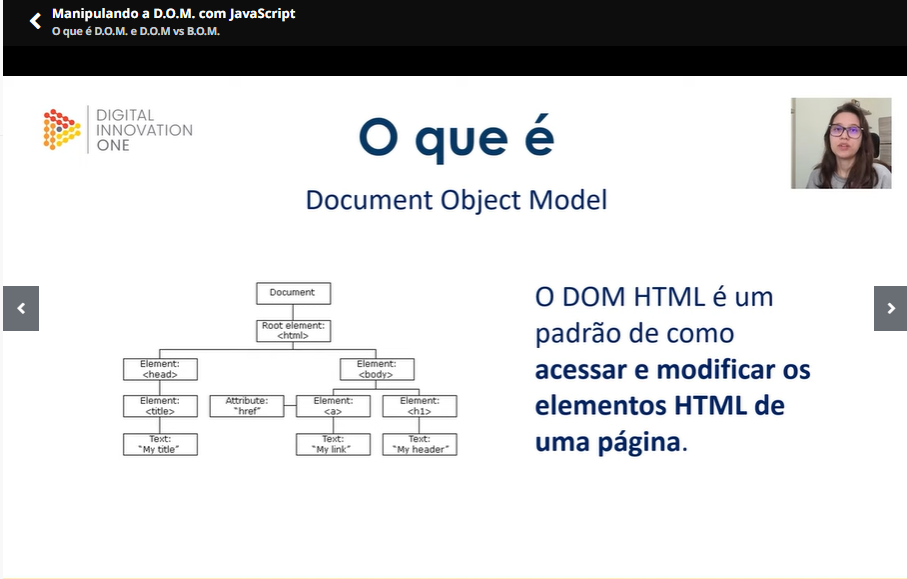 Manipulando a D.O.M. com JavaScript
O que é D.O.M. e D.O.M vs B.O.M.
DIGITAL
INNOVATION
ONE
O que é
Document Object Model
Document
Root element:
<html>
Element:
<head>
Element:
<body>
Element:
<title>
Attribute:
"href"
Element:
<a>
Element:
<h1>
Text:
"My title"
Text:
"My link"
Text:
"My header"
O DOM HTML é um
padrão de como
acessar e modificar os
elementos HTML de
uma página.